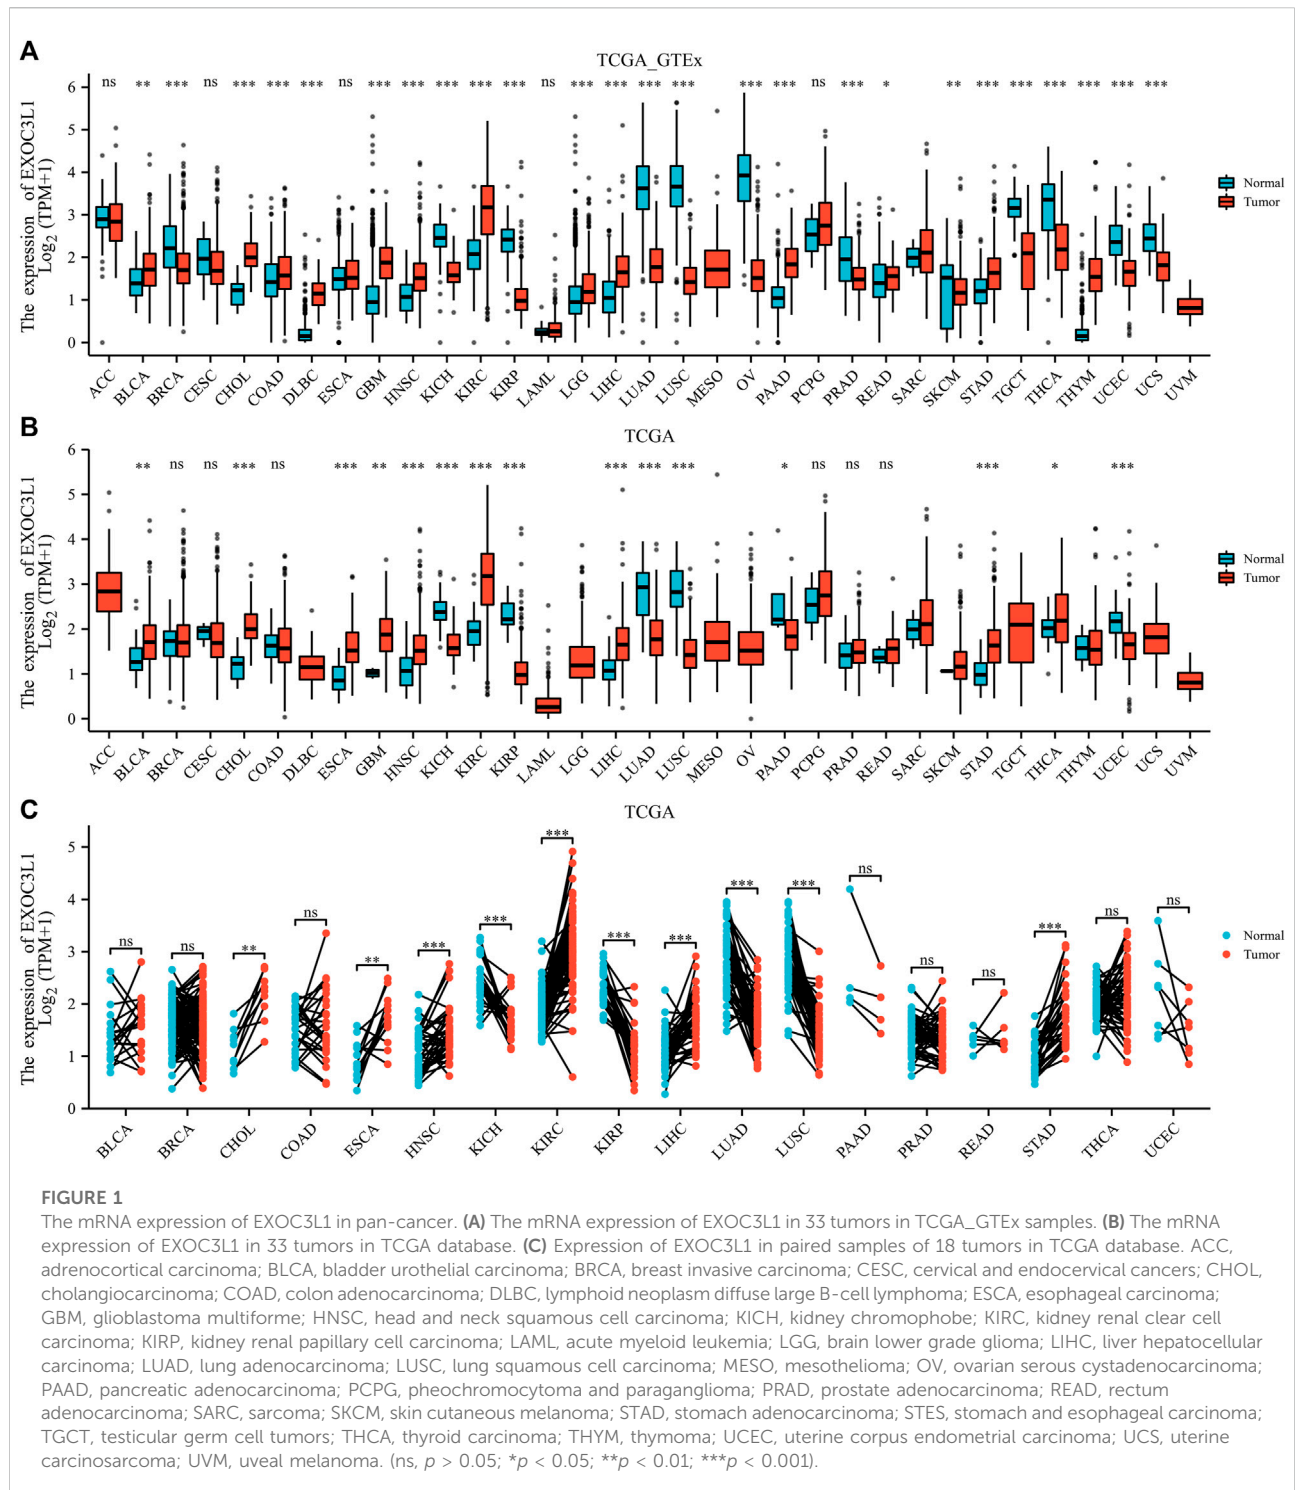 A
TCGA_GTEx
The expression of EXOC3L1
Log2 (TPM+1)
6
5
4
3
2
1
0
ns ** *** ns *** *** *** ns *** *** *** *** *** ns *** *** *** *** *** *** ns *** * ** *** *** *** *** *** ***
Normal
Tumor
ACC BLCA BRCA CESC CHOL COAD DLBC ESCA GBM HNSC KICH KIRC KIRP LAML LGG LIHC LUAD LUSC MESO OV PAAD PCPG PRAD READ SARC SKCM STAD TGCT THCA THYM UCEC UCS UVM
B
TCGA
The expression of EXOC3L1
Log2 (TPM+1)
6
5
4
3
2
1
0
** ns ns *** ns *** ** *** *** *** *** *** *** *** * ns ns ns *** * ***
Normal
Tumor
ACC BLCA BRCA CESC CHOL COAD DLBC ESCA GBM HNSC KICH KIRC KIRP LAML LGG LIHC LUAD LUSC MESO OV PAAD PCPG PRAD READ SARC SKCM STAD TGCT THCA THYM UCEC UCS UVM
C
TCGA
The expression of EXOC3L1
Log2 (TPM+1)
5
4
3
2
1
0
ns ns ** ns ** *** *** *** *** *** *** *** ns ns ns *** ns ns
Normal
Tumor
BLCA BRCA CHOL COAD ESCA HNSC KICH KIRC KIRP LIHC LUAD LUSC PAAD PRAD READ STAD THCA UCEC
FIGURE 1
The mRNA expression of EXOC3L1 in pan-cancer. (A) The mRNA expression of EXOC3L1 in 33 tumors in TCGA_GTEx samples. (B) The mRNA
expression of EXOC3L1 in 33 tumors in TCGA database. (C) Expression of EXOC3L1 in paired samples of 18 tumors in TCGA database. ACC,
adrenocortical carcinoma; BLCA, bladder urothelial carcinoma; BRCA, breast invasive carcinoma; CESC, cervical and endocervical cancers; CHOL,
cholangiocarcinoma; COAD, colon adenocarcinoma; DLBC, lymphoid neoplasm diffuse large B-cell lymphoma; ESCA, esophageal carcinoma;
GBM, glioblastoma multiforme; HNSC, head and neck squamous cell carcinoma; KICH, kidney chromophobe; KIRC, kidney renal clear cell
carcinoma; KIRP, kidney renal papillary cell carcinoma; LAML, acute myeloid leukemia; LGG, brain lower grade glioma; LIHC, liver hepatocellular
carcinoma; LUAD, lung adenocarcinoma; LUSC, lung squamous cell carcinoma; MESO, mesothelioma; OV, ovarian serous cystadenocarcinoma;
PAAD, pancreatic adenocarcinoma; PCPG, pheochromocytoma and paraganglioma; PRAD, prostate adenocarcinoma; READ, rectum
adenocarcinoma; SARC, sarcoma; SKCM, skin cutaneous melanoma; STAD, stomach adenocarcinoma; STES, stomach and esophageal carcinoma;
TGCT, testicular germ cell tumors; THCA, thyroid carcinoma; THYM, thymoma; UCEC, uterine corpus endometrial carcinoma; UCS, uterine
carcinosarcoma; UVM, uveal melanoma. (ns, p > 0.05; *p < 0.05; **p < 0.01; ***p < 0.001).